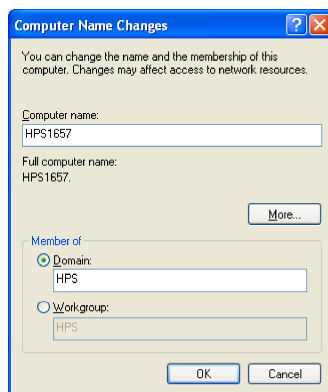 Computer Name Changes
You can change the name and the membership of this
computer. Changes may affect access to network resources.
Computer name:
HPS1657
Full computer name:
HPS1657.
More...
Member of
Domain:
HPS
Workgroup:
HPS
OK Cancel